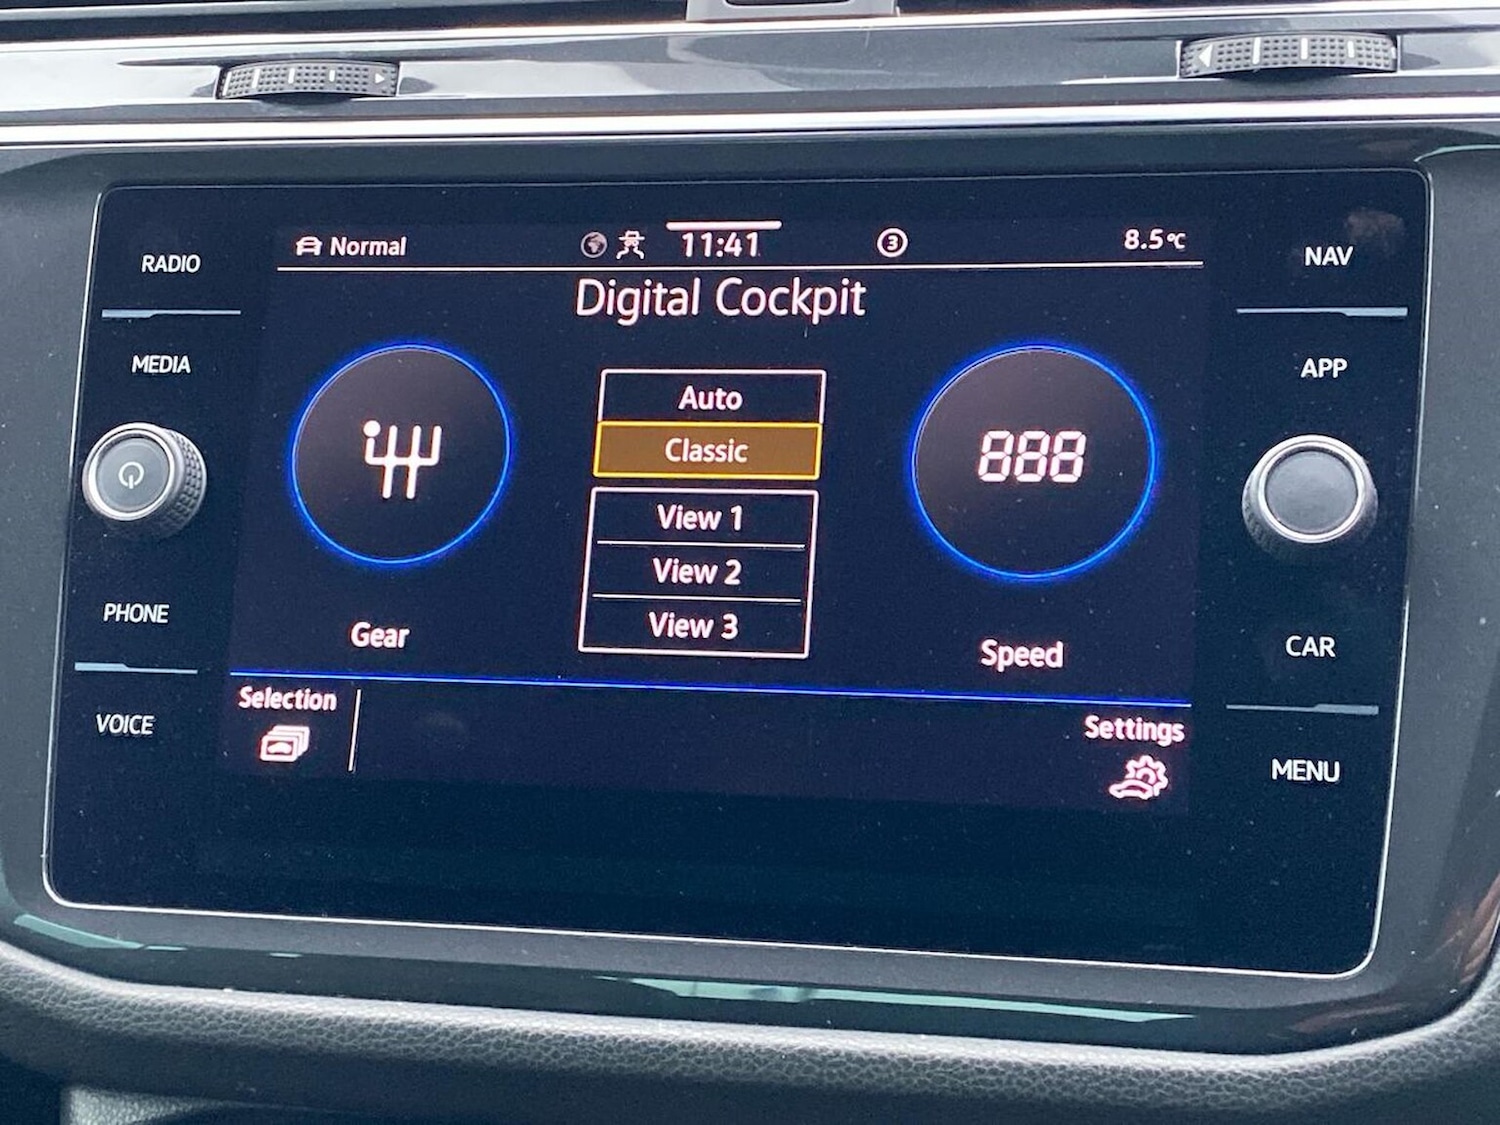 RADIO
MEDIA
PHONE
VOICE
Normal
11:41
3
8.5°C
Digital Cockpit
Auto
Classic
View 1
View 2
View 3
Gear
888
Speed
Selection
Settings
NAV
APP
CAR
MENU